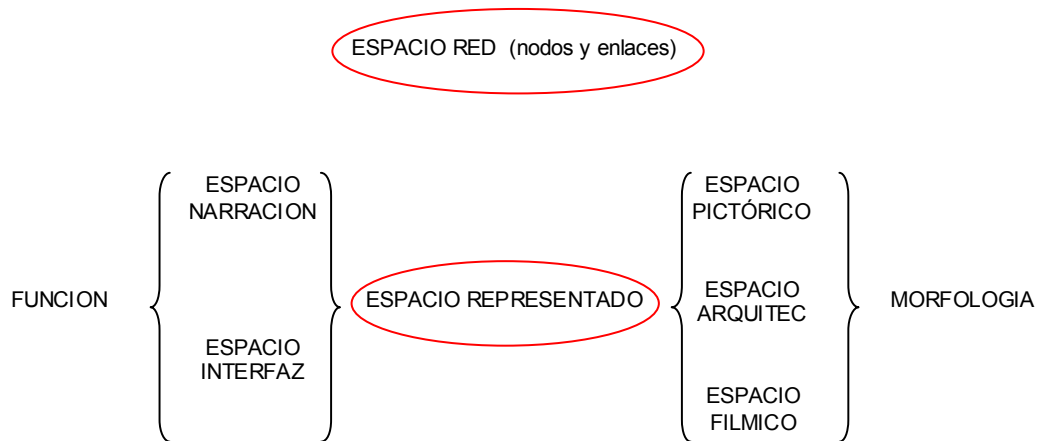 ESPACIO RED (nodos y enlaces)
ESPACIO
NARRACION
ESPACIO
PICTÓRICO
FUNCION
ESPACIO REPRESENTADO
ESPACIO
ARQUITEC
MORFOLOGIA
ESPACIO
INTERFAZ
ESPACIO
FILMICO